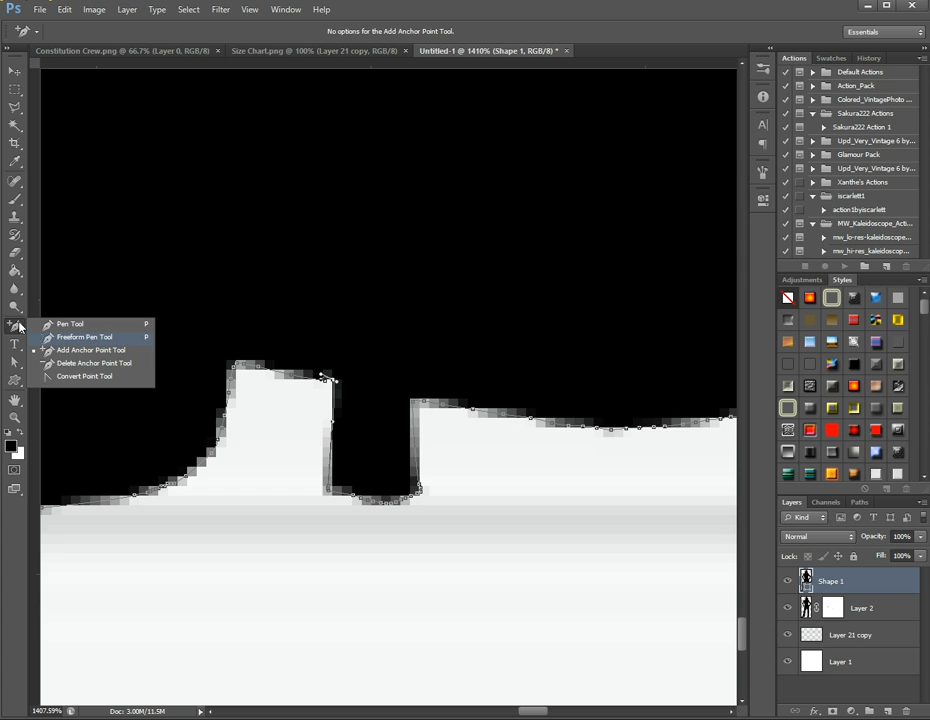 Ps File Edit Image Layer Type Select Filter View Window Help
No options for the Add Anchor Point Tool.
Essentials
Constitution Crew.png @ 66.7% (Layer 0, RGB/8) ×
Size Chart.png @ 100% (Layer 21 copy, RGB/8) ×
Untitled-1 @ 1410% (Shape 1, RGB/8) * ×
Pen Tool P
Freeform Pen Tool P
Add Anchor Point Tool
Delete Anchor Point Tool
Convert Point Tool
Actions Swatches History
Default Actions
Action_Pack
Colored_VintagePhoto ...
Sakura222 Actions
Sakura222 Action 1
Upd_Very_Vintage 6 by...
Glamour Pack
Upd_Very_Vintage 6 by...
Xanthe's Actions
iscarlett1
action1byiscarlett
MW_Kaleidoscope_Acti...
mw_lo-res-kaleidoscope...
mw_hi-res_kaleidoscop...
Adjustments Styles
Layers Channels Paths
Kind
Normal Opacity: 100%
Lock: Fill: 100%
Shape 1
Layer 2
Layer 21 copy
Layer 1
fx
1407.59% Doc: 3.00M/11.5M